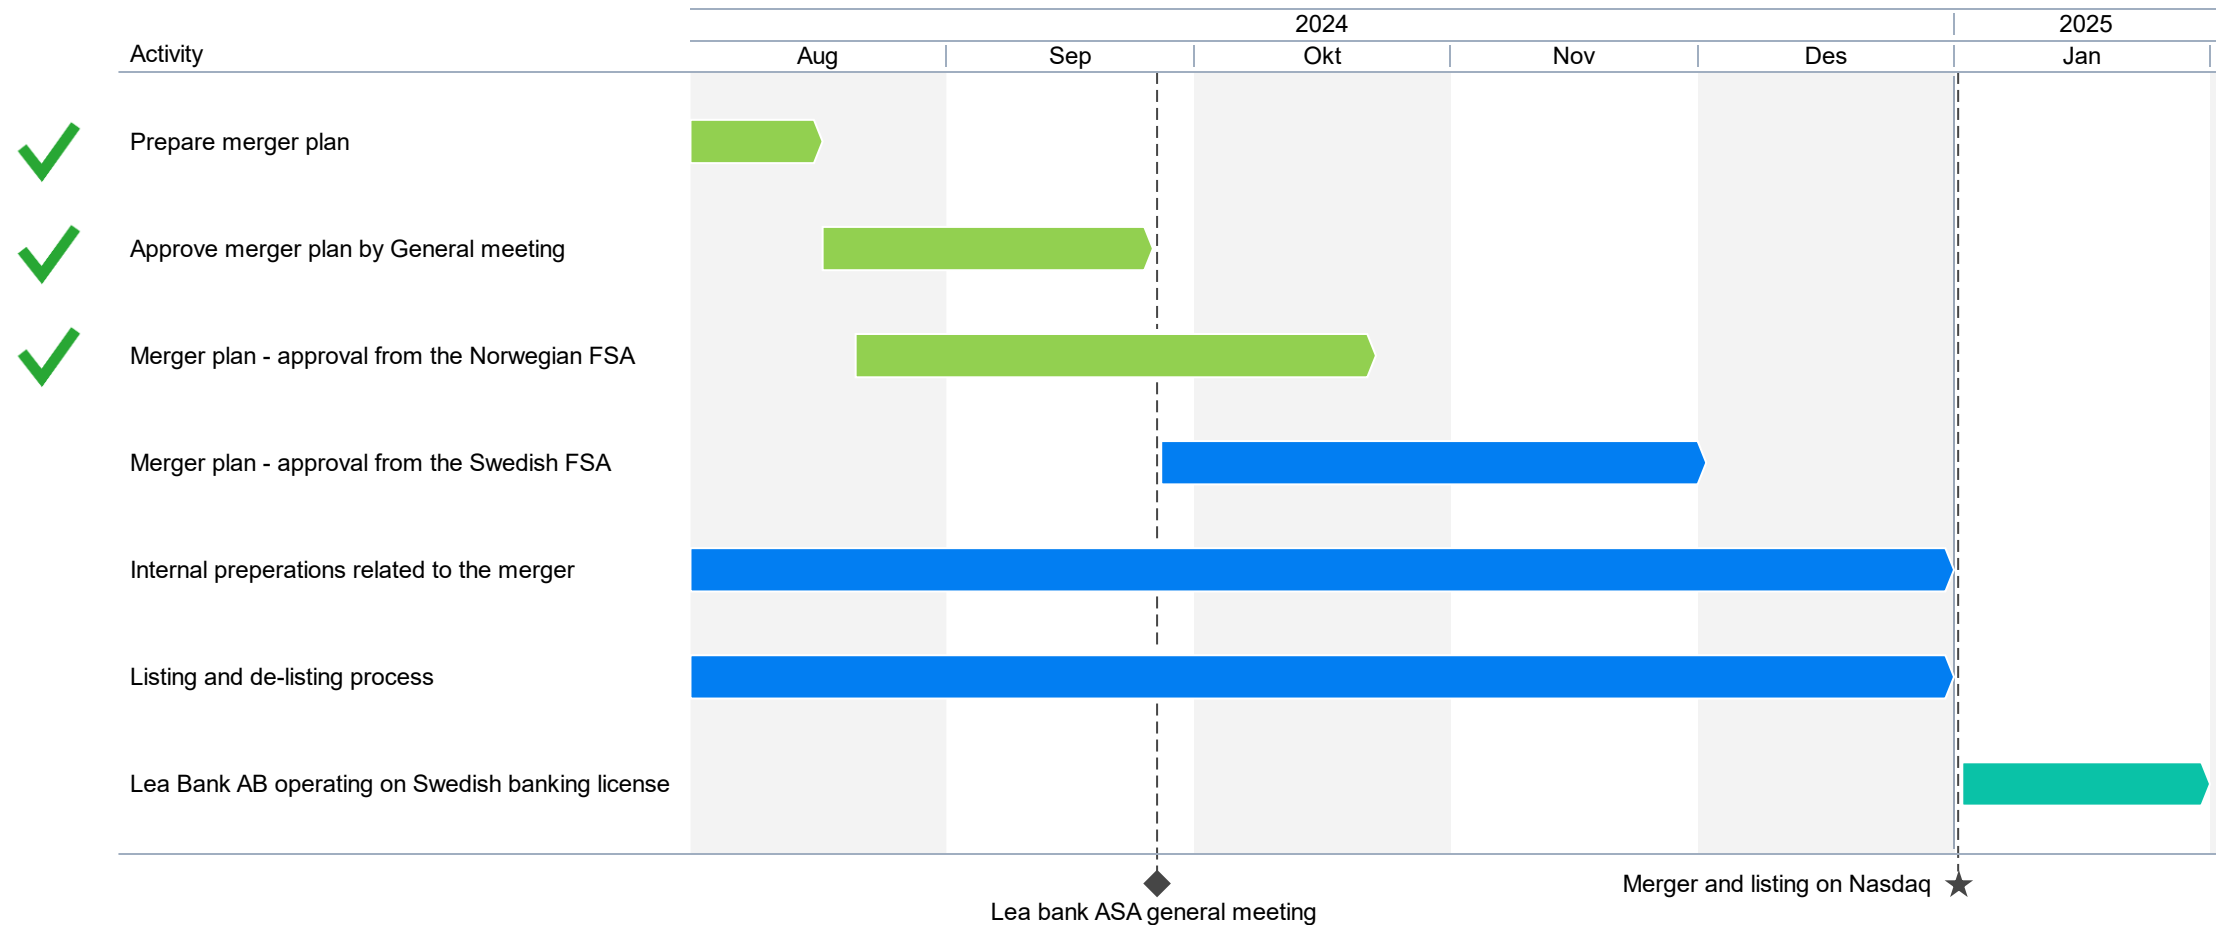 2024 2025
Activity Aug Sep Okt Nov Des Jan
Prepare merger plan
Approve merger plan by General meeting
Merger plan - approval from the Norwegian FSA
Merger plan - approval from the Swedish FSA
Internal preperations related to the merger
Listing and de-listing process
Lea Bank AB operating on Swedish banking license
Merger and listing on Nasdaq
Lea bank ASA general meeting